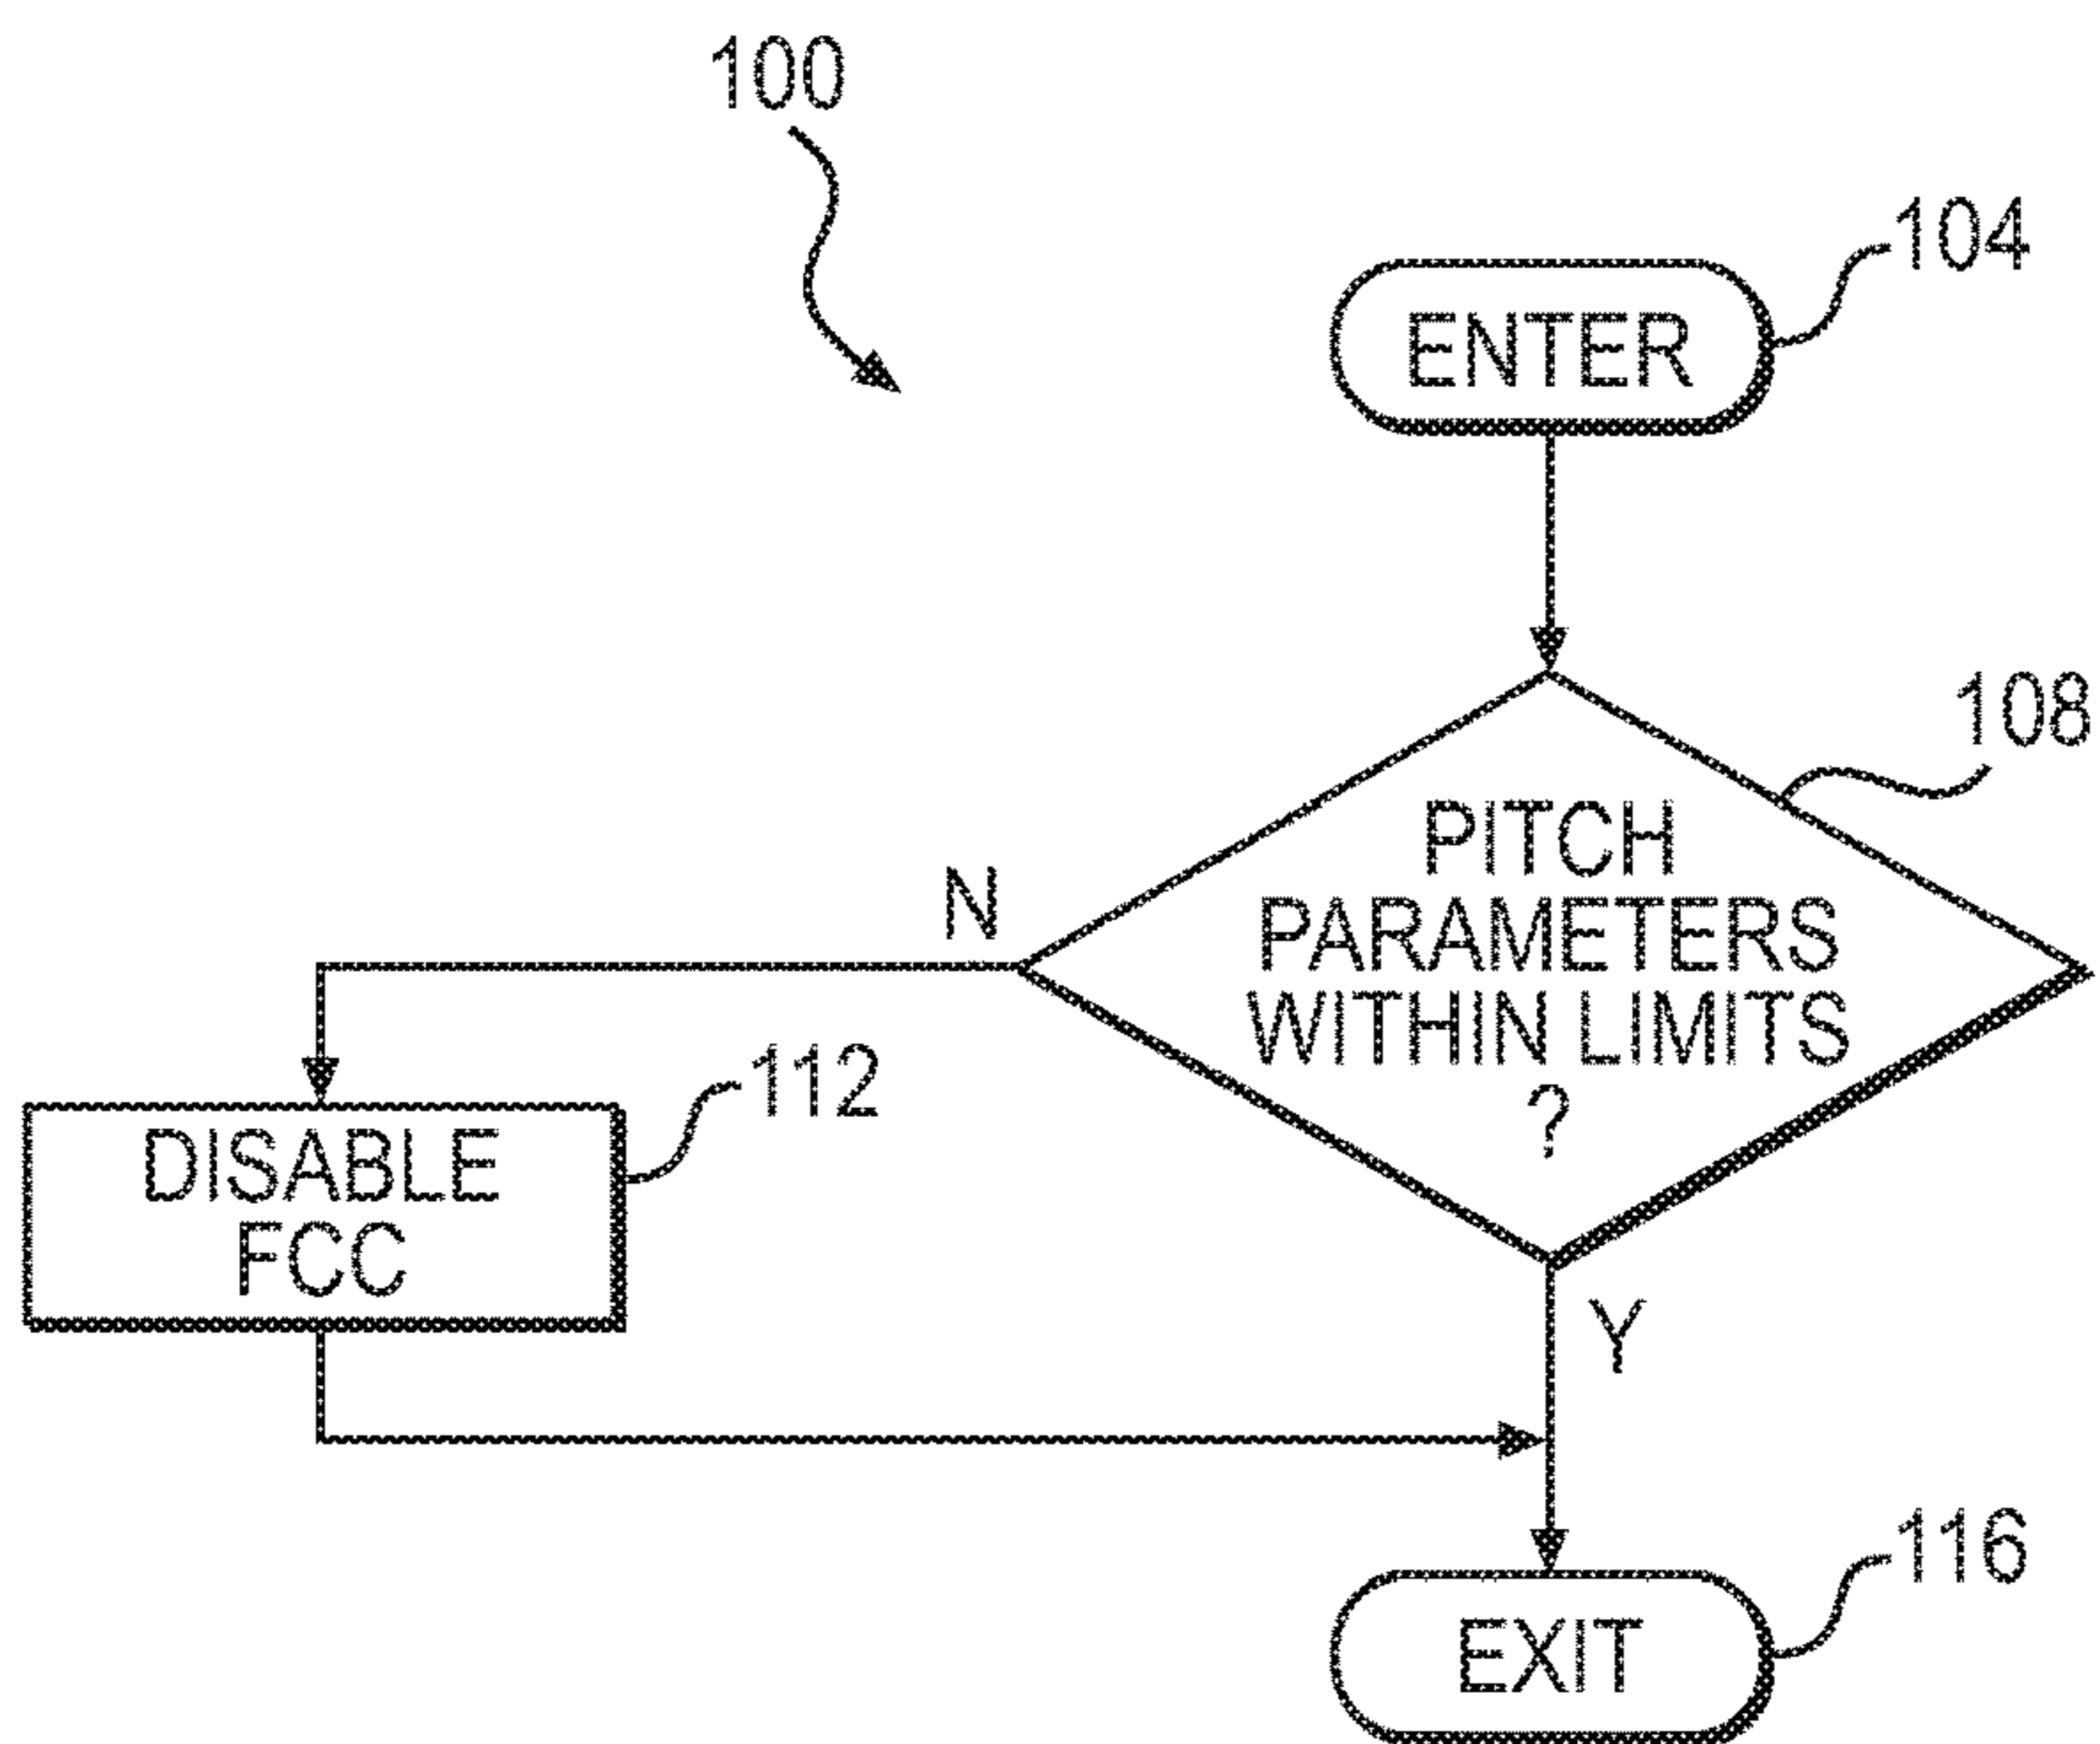 100
104
ENTER
108
PITCH
PARAMETERS
WITHIN LIMITS
?
N
112
DISABLE
FCC
Y
116
EXIT